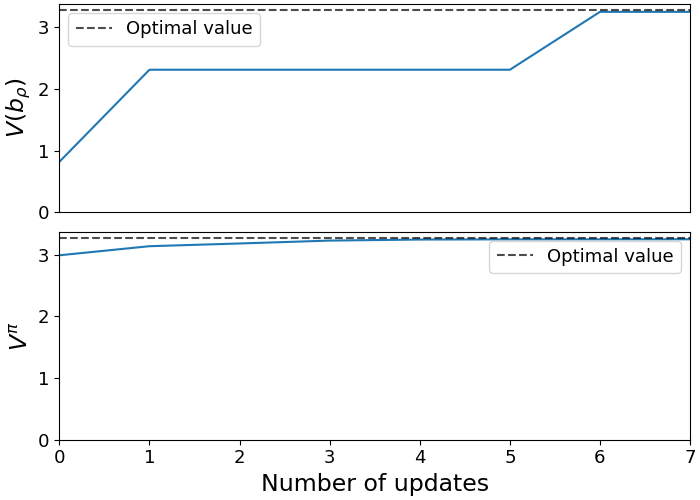 3
2
1
0
V(b_ρ)
Optimal value
3
2
1
0
V^π
Optimal value
0 1 2 3 4 5 6 7
Number of updates